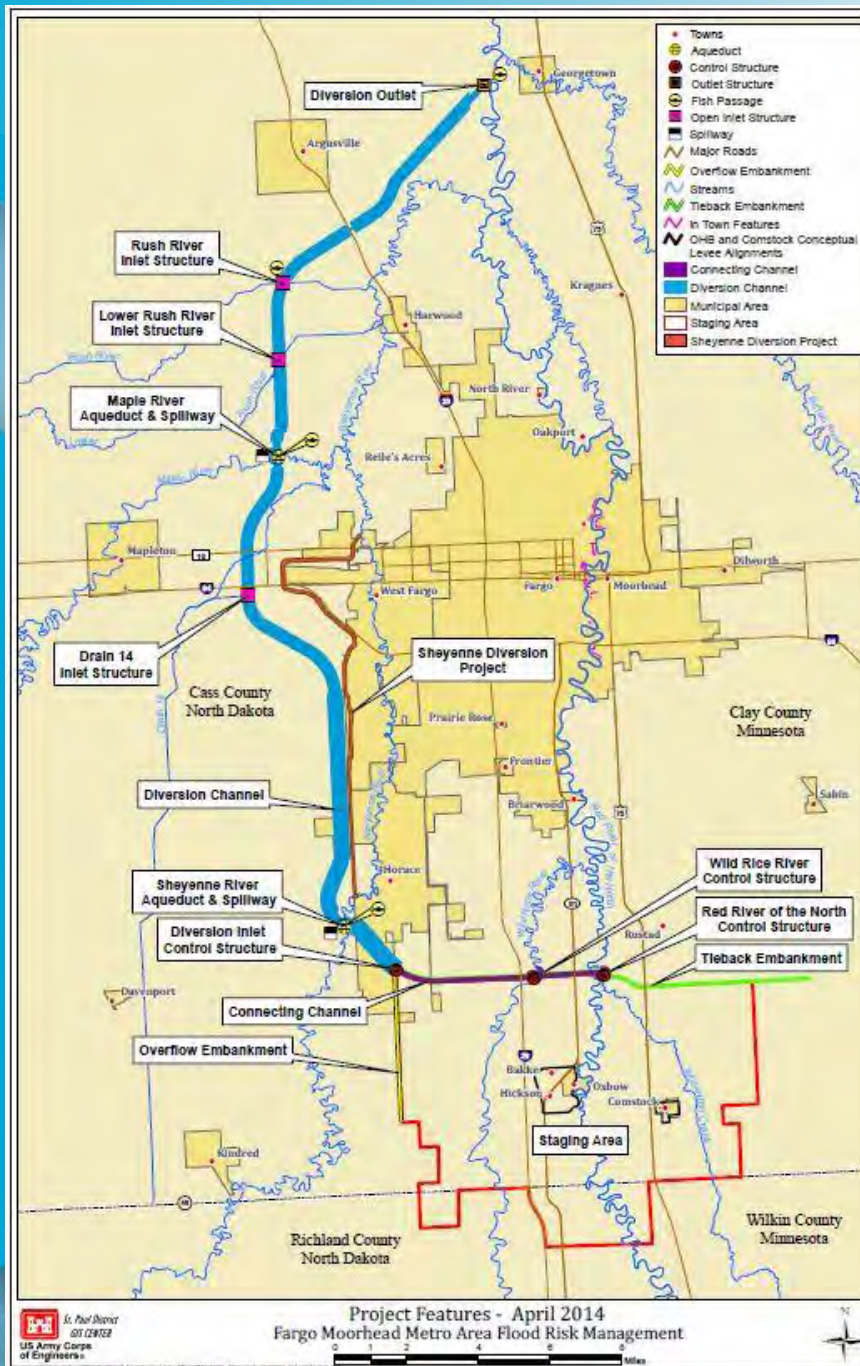 Towns
Aqueduct
Control Structure
Outlet Structure
Fish Passage
Open Inlet Structure
Spillway
Major Roads
Overflow Embankment
Streams
Tieback Embankment
In Town Features
OHB and Comstock Conceptual
Levee Alignments
Connecting Channel
Diversion Channel
Municipal Area
Staging Area
Sheyenne Diversion Project
Georgetown
Diversion Outlet
Argusville
75
Rush River
Inlet Structure
Kragnes
Lower Rush River
Inlet Structure
Harwood
29
North River
Maple River
Aqueduct & Spillway
Oakport
Reile's Acres
Maple River
Mapleton
10
Dilworth
Fargo
Moorhead
West Fargo
Drain 14
Inlet Structure
Sheyenne Diversion
Project
Cass County
North Dakota
Clay County
Minnesota
Prairie Rose
Frontier
Diversion Channel
Briarwood
Sabin
75
Sheyenne River
Aqueduct & Spillway
Horace
Wild Rice River
Control Structure
Diversion Inlet
Control Structure
Red River of the North
Control Structure
Rustad
Tieback Embankment
Davenport
Connecting Channel
Overflow Embankment
29
Bakke
Hickson
Oxbow
Comstock
Staging Area
Kindred
46
Richland County
North Dakota
Wilkin County
Minnesota
St. Paul District
GIS CENTER
US Army Corps
of Engineers®
Project Features - April 2014
Fargo Moorhead Metro Area Flood Risk Management
0 1 2 4 6 8
Miles
N